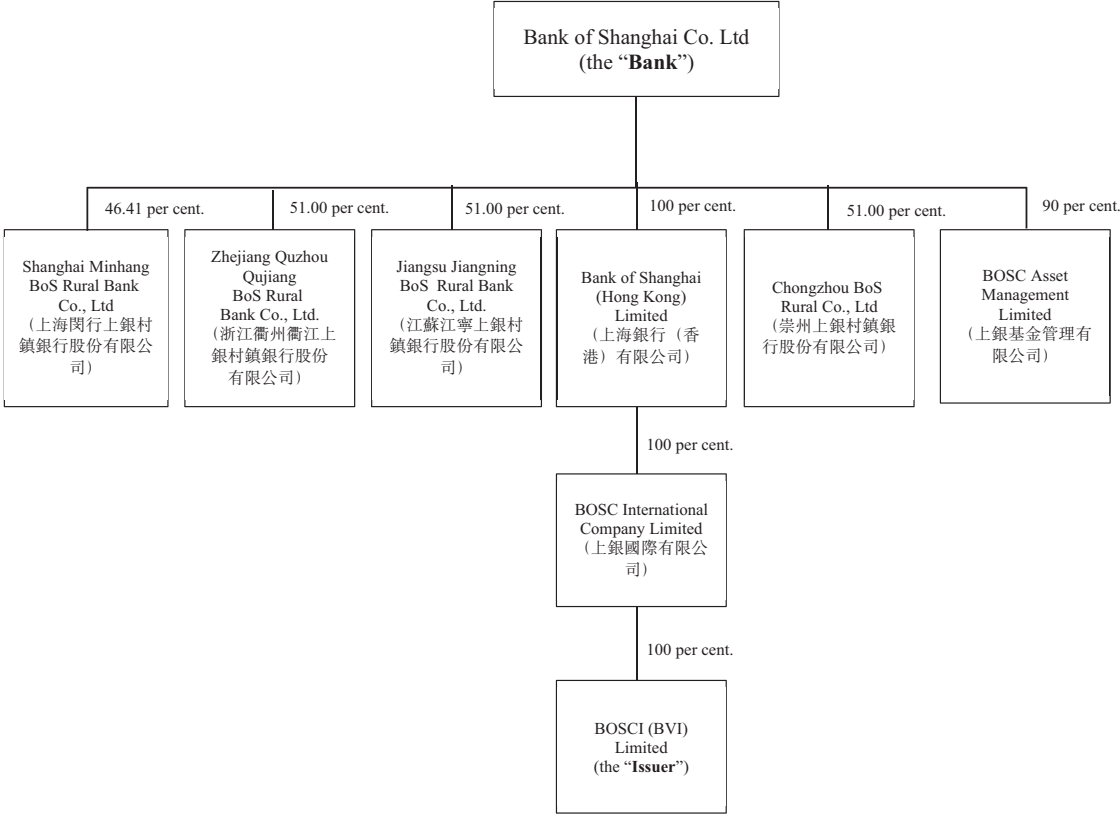 Bank of Shanghai Co. Ltd
(the “Bank”)
46.41 per cent.
51.00 per cent.
51.00 per cent.
100 per cent.
51.00 per cent.
90 per cent.
Shanghai Minhang
BoS Rural Bank
Co., Ltd
(上海閔行上銀村
鎮銀行股份有限公
司)
Zhejiang Quzhou
Qujiang
BoS Rural
Bank Co., Ltd.
(浙江衢州衢江上
銀村鎮銀行股份
有限公司)
Jiangsu Jiangning
BoS Rural Bank
Co., Ltd.
(江蘇江寧上銀村
鎮銀行股份有限公
司)
Bank of Shanghai
(Hong Kong)
Limited
(上海銀行（香
港）有限公司)
Chongzhou BoS
Rural Co., Ltd
(崇州上銀村鎮銀
行股份有限公司)
BOSC Asset
Management
Limited
(上銀基金管理有
限公司)
100 per cent.
BOSC International
Company Limited
(上銀國際有限公
司)
100 per cent.
BOSCI (BVI)
Limited
(the “Issuer”)